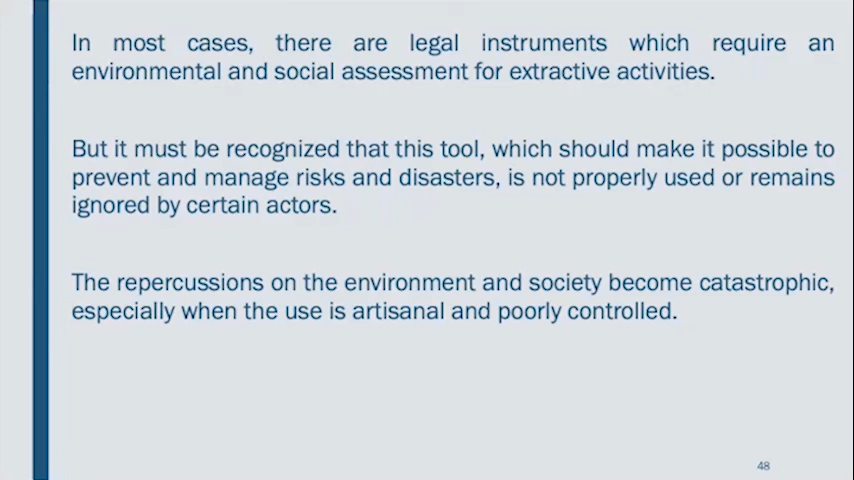 In most cases, there are legal instruments which require an
environmental and social assessment for extractive activities.
But it must be recognized that this tool, which should make it possible to
prevent and manage risks and disasters, is not properly used or remains
ignored by certain actors.
The repercussions on the environment and society become catastrophic,
especially when the use is artisanal and poorly controlled.
48